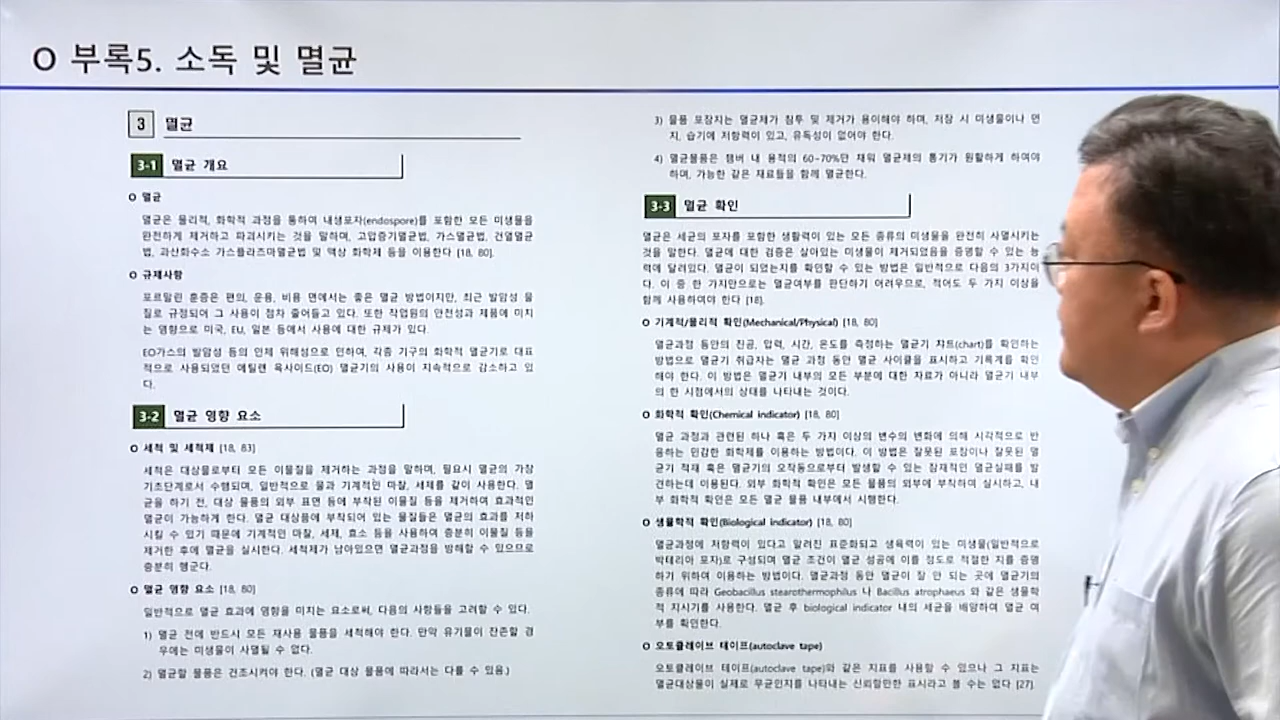 O 부록5. 소독 및 멸균
3 멸균
3-1 멸균 개요
O 멸균
멸균은 물리적, 화학적 과정을 통하여 내생포자(endospore)를 포함한 모든 미생물을
완전하게 제거하고 파괴시키는 것을 말하며, 고압증기멸균법, 가스멸균법, 건열멸균
법, 과산화수소 가스플라즈마멸균법 및 액상 화학제 등을 이용한다 [18, 80].
O 규제사항
포르말린 훈증은 편의, 운용, 비용 면에서는 좋은 멸균 방법이지만, 최근 발암성 물
질로 규정되어 그 사용이 점차 줄어들고 있다. 또한 작업원의 안전성과 제품에 미치
는 영향으로 미국, EU, 일본 등에서 사용에 대한 규제가 있다.
EO가스의 발암성 등의 인체 위해성으로 인하여, 각종 기구의 화학적 멸균기로 대표
적으로 사용되었던 에틸렌 옥사이드(EO) 멸균기의 사용이 지속적으로 감소하고 있
다.
3-2 멸균 영향 요소
O 세척 및 세척제 [18, 83]
세척은 대상물로부터 모든 이물질을 제거하는 과정을 말하며, 필요시 멸균의 가장
기초단계로서 수행되며, 일반적으로 물과 기계적인 마찰, 세제를 같이 사용한다. 멸
균을 하기 전, 대상 물품의 외부 표면 등에 부착된 이물질 등을 제거하여 효과적인
멸균이 가능하게 한다. 멸균 대상품에 부착되어 있는 물질들은 멸균의 효과를 저하
시킬 수 있기 때문에 기계적인 마찰, 세제, 효소 등을 사용하여 충분히 이물질 등을
제거한 후에 멸균을 실시한다. 세척제가 남아있으면 멸균과정을 방해할 수 있으므로
충분히 헹군다.
O 멸균 영향 요소 [18, 80]
일반적으로 멸균 효과에 영향을 미치는 요소로써, 다음의 사항들을 고려할 수 있다.
1) 멸균 전에 반드시 모든 재사용 물품을 세척해야 한다. 만약 유기물이 잔존할 경
우에는 미생물이 사멸될 수 없다.
2) 멸균할 물품은 건조시켜야 한다. (멸균 대상 물품에 따라서는 다를 수 있음.)
3) 물품 포장지는 멸균제가 침투 및 제거가 용이해야 하며, 저장 시 미생물이나 먼
지, 습기에 저항력이 있고, 유독성이 없어야 한다.
4) 멸균물품은 챔버 내 용적의 60~70%만 채워 멸균제의 통기가 원활하게 하여야
하며, 가능한 같은 재료들을 함께 멸균한다.
3-3 멸균 확인
멸균은 세균의 포자를 포함한 생활력이 있는 모든 종류의 미생물을 완전히 사멸시키는
것을 말한다. 멸균에 대한 검증은 살아있는 미생물이 제거되었음을 증명할 수 있는 능
력에 달려있다. 멸균이 되었는지를 확인할 수 있는 방법은 일반적으로 다음의 3가지이
다. 이 중 한 가지만으로는 멸균여부를 판단하기 어려우므로, 적어도 두 가지 이상을
함께 사용하여야 한다 [18].
O 기계적/물리적 확인(Mechanical/Physical) [18, 80]
멸균과정 동안의 진공, 압력, 시간, 온도를 측정하는 멸균기 차트(chart)를 확인하는
방법으로 멸균기 취급자는 멸균 과정 동안 멸균 사이클을 표시하고 기록계를 확인
해야 한다. 이 방법은 멸균기 내부의 모든 부분에 대한 자료가 아니라 멸균기 내부
의 한 시점에서의 상태를 나타내는 것이다.
O 화학적 확인(Chemical indicator) [18, 80]
멸균 과정과 관련된 하나 혹은 두 가지 이상의 변수의 변화에 의해 시각적으로 반
응하는 민감한 화학제를 이용하는 방법이다. 이 방법은 잘못된 포장이나 잘못된 멸
균기 적재 혹은 멸균기의 오작동으로부터 발생할 수 있는 잠재적인 멸균실패를 발
견하는데 이용된다. 외부 화학적 확인은 모든 물품의 외부에 부착하여 실시하고, 내
부 화학적 확인은 모든 멸균 물품 내부에서 시행한다.
O 생물학적 확인(Biological indicator) [18, 80]
멸균과정에 저항력이 있다고 알려진 표준화되고 생육력이 있는 미생물(일반적으로
박테리아 포자)로 구성되며 멸균 조건이 멸균 성공에 이를 정도로 적절한 지를 증명
하기 위하여 이용하는 방법이다. 멸균과정 동안 멸균이 잘 안 되는 곳에 멸균기의
종류에 따라 Geobacillus stearothermophilus 나 Bacillus atrophaeus 와 같은 생물학
적 지시기를 사용한다. 멸균 후 biological indicator 내의 세균을 배양하여 멸균 여
부를 확인한다.
O 오토클레이브 테이프(autoclave tape)
오토클레이브 테이프(autoclave tape)와 같은 지표를 사용할 수 있으나 그 지표는
멸균대상물이 실제로 무균인지를 나타내는 신뢰할만한 표시라고 볼 수는 없다 [27].